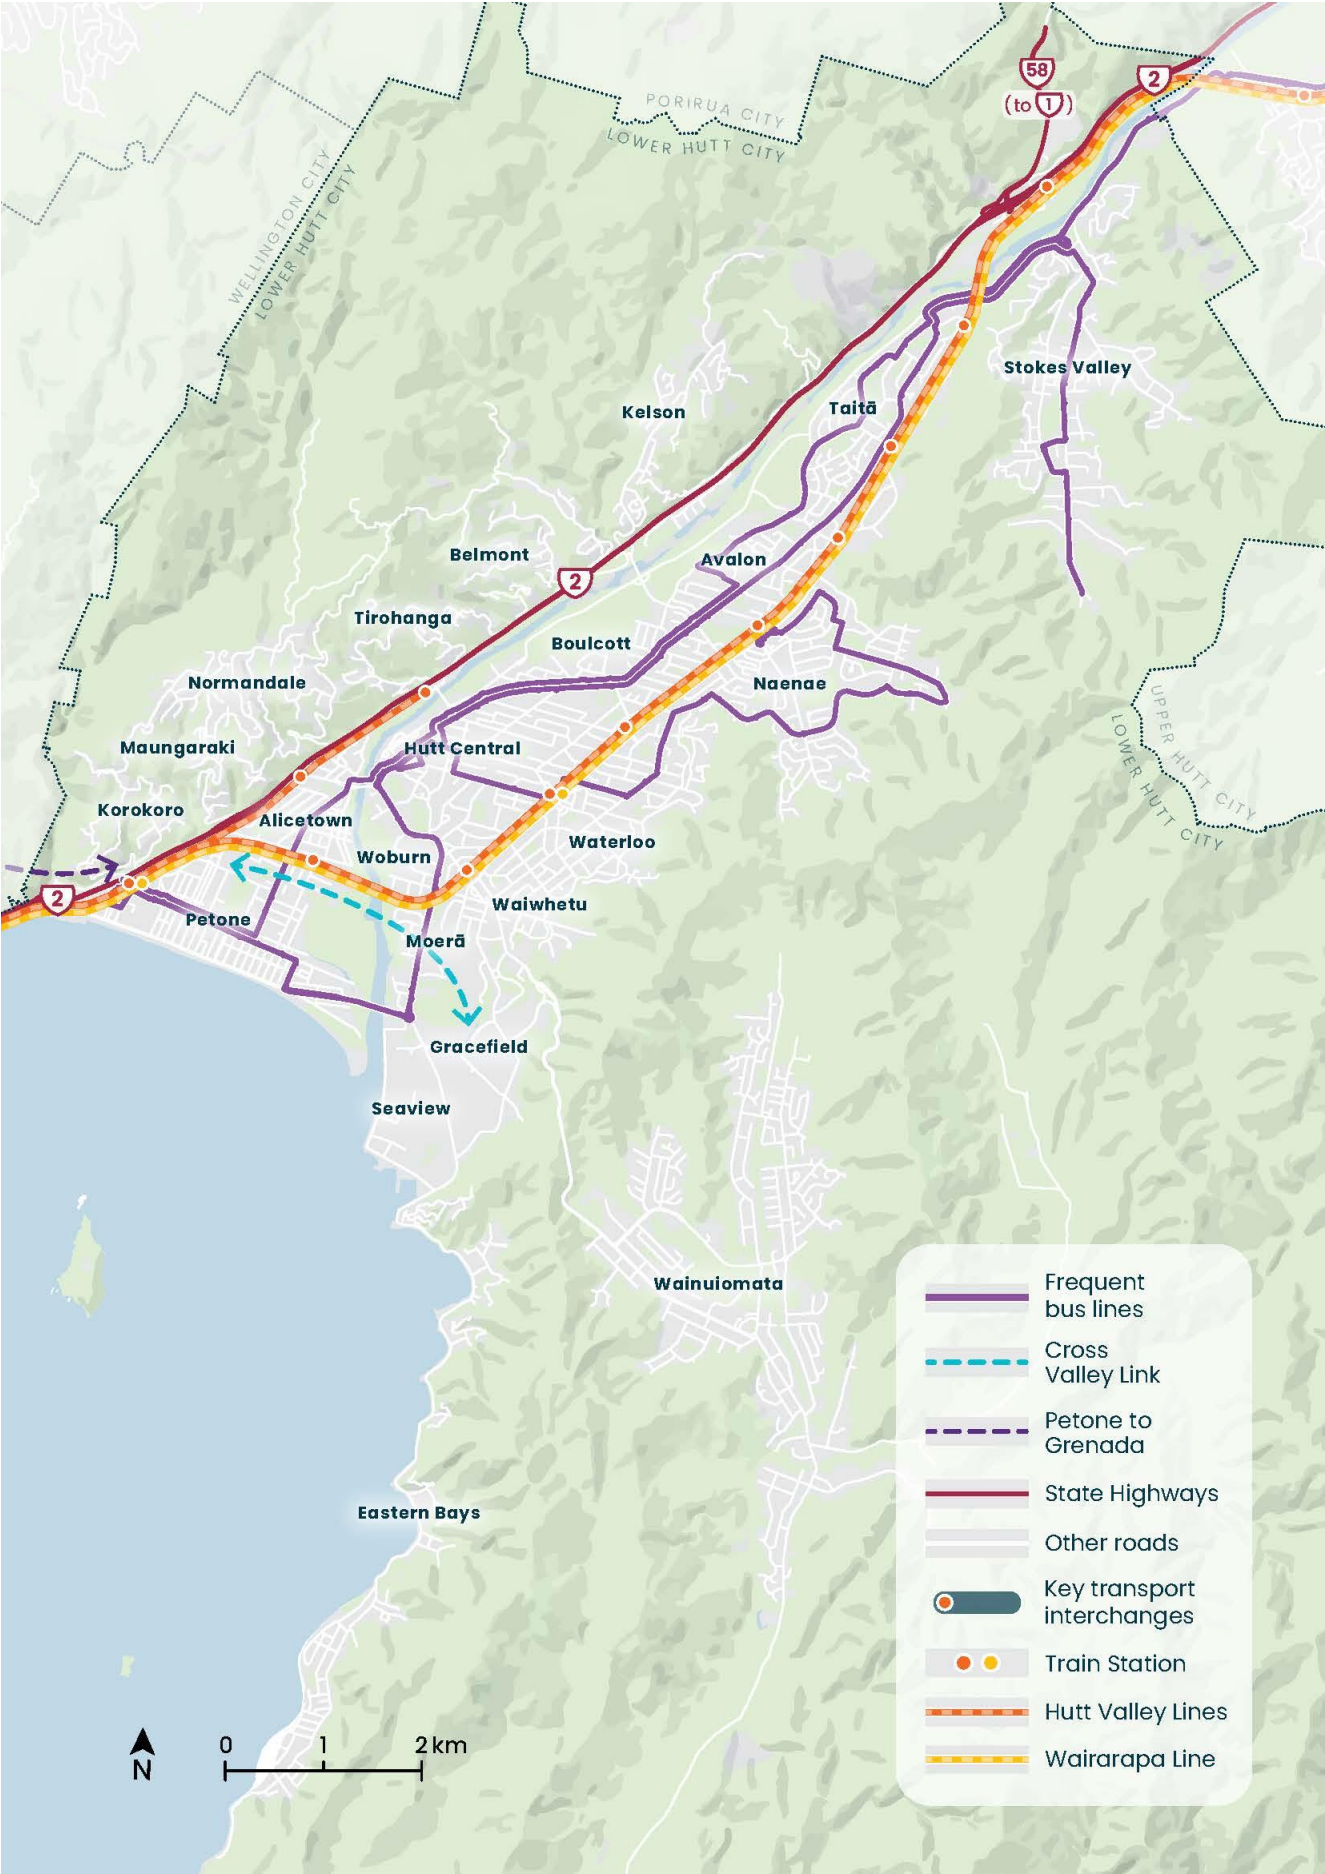 58
(to 1)
2
PORIRUA CITY
LOWER HUTT CITY
WELLINGTON CITY
LOWER HUTT CITY
Stokes Valley
Kelson
Taitā
Belmont
Avalon
2
Tirohanga
Boulcott
Normandale
Naenae
UPPER HUTT CITY
LOWER HUTT CITY
Maungaraki
Hutt Central
Korokoro
Alicetown
Waterloo
Woburn
2
Waiwhetu
Petone
Moerā
Gracefield
Seaview
Wainuiomata
Eastern Bays
Frequent
bus lines
Cross
Valley Link
Petone to
Grenada
State Highways
Other roads
Key transport
interchanges
Train Station
Hutt Valley Lines
Wairarapa Line
N
0 1 2 km